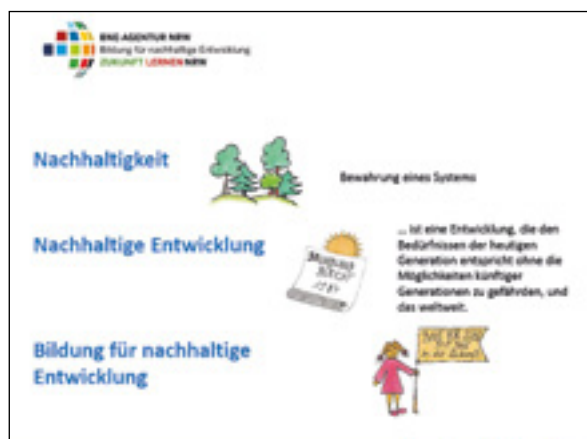 BNE-AGENTUR NRW
Bildung für nachhaltige Entwicklung
ZUKUNFT LERNEN NRW
Nachhaltigkeit
Bewahrung eines Systems
Nachhaltige Entwicklung
... ist eine Entwicklung, die den
Bedürfnissen der heutigen
Generation entspricht ohne die
Möglichkeiten künftiger
Generationen zu gefährden, und
das weltweit.
Bildung für nachhaltige
Entwicklung